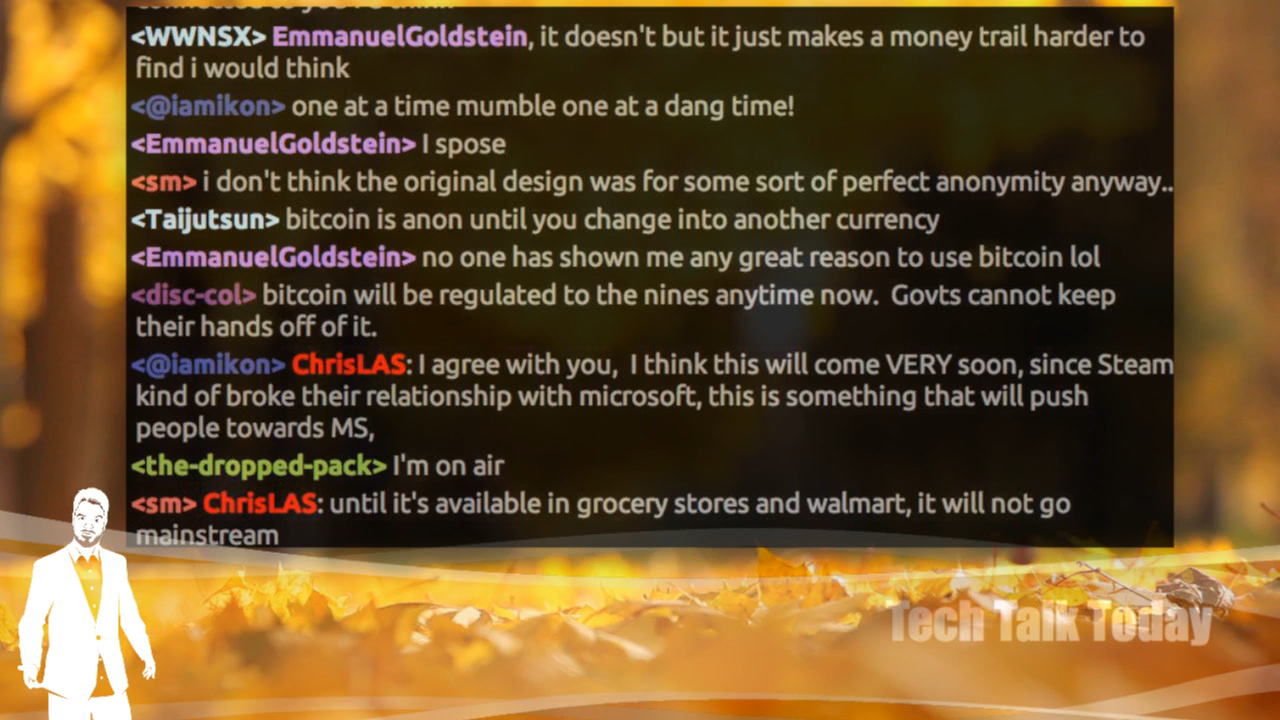 <WWNSX> EmmanuelGoldstein, it doesn't but it just makes a money trail harder to
find i would think
<@iamikon> one at a time mumble one at a dang time!
<EmmanuelGoldstein> I spose
<sm> i don't think the original design was for some sort of perfect anonymity anyway..
<Taijutsun> bitcoin is anon until you change into another currency
<EmmanuelGoldstein> no one has shown me any great reason to use bitcoin lol
<disc-col> bitcoin will be regulated to the nines anytime now.  Govts cannot keep
their hands off of it.
<@iamikon> ChrisLAS: I agree with you,  I think this will come VERY soon, since Steam
kind of broke their relationship with microsoft, this is something that will push
people towards MS,
<the-dropped-pack> I'm on air
<sm> ChrisLAS: until it's available in grocery stores and walmart, it will not go
mainstream
Tech Talk Today